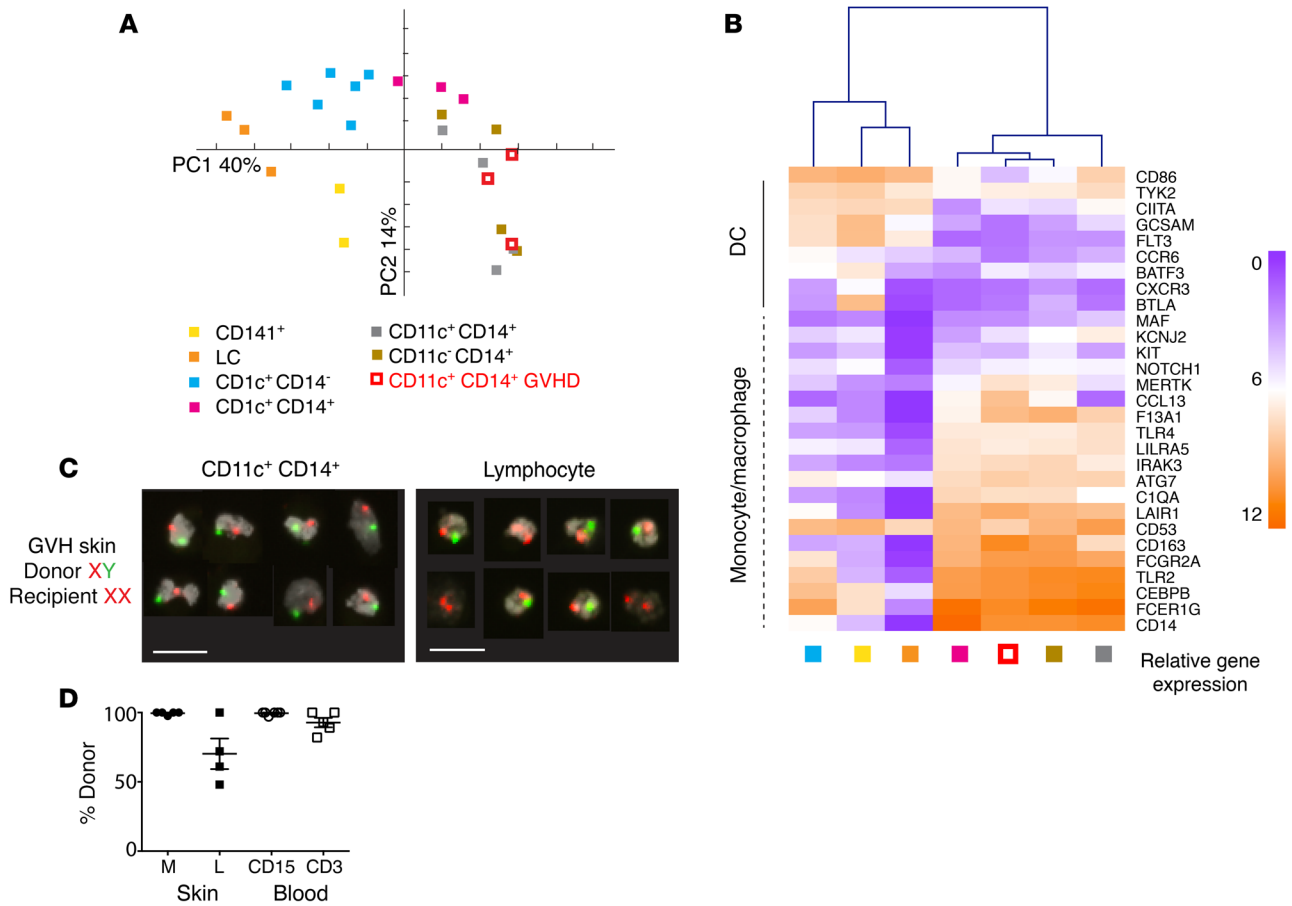 A
PC1 40%
PC2 14%
CD141⁺
LC
CD1c⁺ CD14⁻
CD1c⁺ CD14⁺
CD11c⁺ CD14⁺
CD11c⁻ CD14⁺
CD11c⁺ CD14⁺ GVHD
B
DC
Monocyte/macrophage
CD86
TYK2
CIITA
GCSAM
FLT3
CCR6
BATF3
CXCR3
BTLA
MAF
KCNJ2
KIT
NOTCH1
MERTK
CCL13
F13A1
TLR4
LILRA5
IRAK3
ATG7
C1QA
LAIR1
CD53
CD163
FCGR2A
TLR2
CEBPB
FCER1G
CD14
0
6
12
Relative gene
expression
C
CD11c⁺ CD14⁺
Lymphocyte
GVH skin
Donor XY
Recipient XX
D
% Donor
100
50
0
M
L
CD15
CD3
Skin
Blood